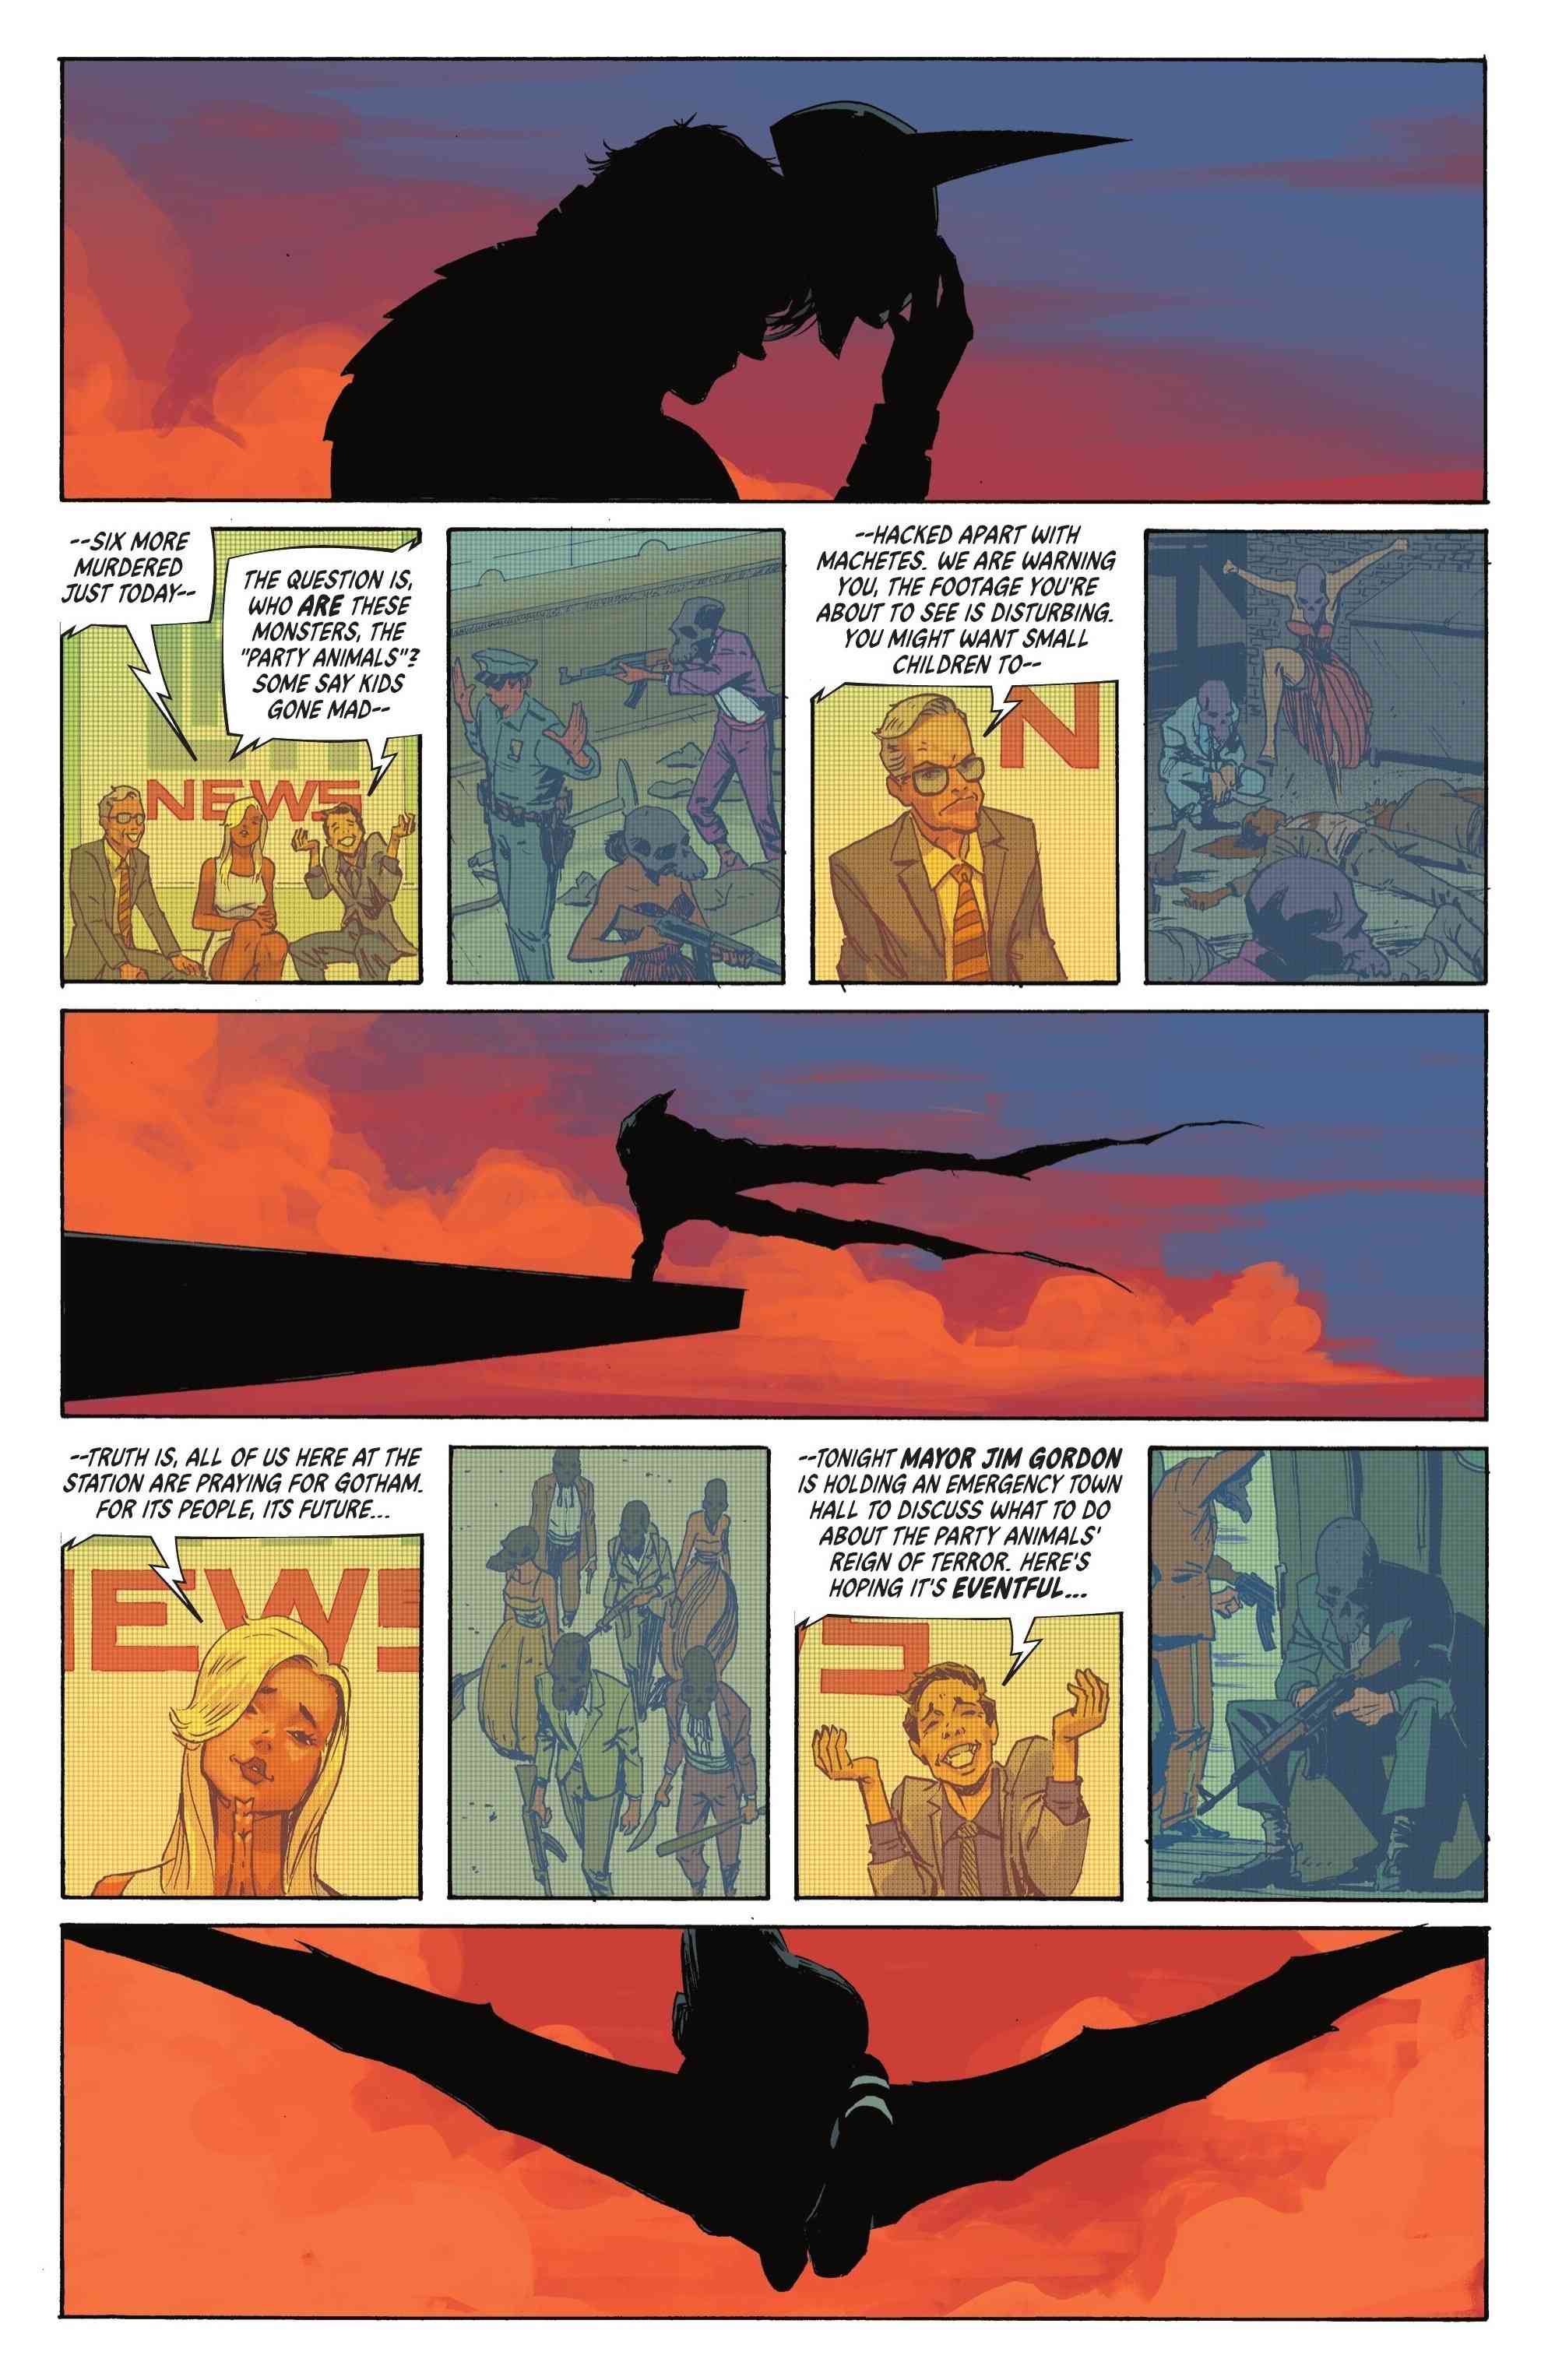 --SIX MORE
MURDERED
JUST TODAY--
THE QUESTION IS,
WHO ARE THESE
MONSTERS, THE
"PARTY ANIMALS"?
SOME SAY KIDS
GONE MAD--
NEWS
--HACKED APART WITH
MACHETES. WE ARE WARNING
YOU, THE FOOTAGE YOU'RE
ABOUT TO SEE IS DISTURBING.
YOU MIGHT WANT SMALL
CHILDREN TO--
N
--TRUTH IS, ALL OF US HERE AT THE
STATION ARE PRAYING FOR GOTHAM.
FOR ITS PEOPLE, ITS FUTURE...
NEWS
--TONIGHT MAYOR JIM GORDON
IS HOLDING AN EMERGENCY TOWN
HALL TO DISCUSS WHAT TO DO
ABOUT THE PARTY ANIMALS'
REIGN OF TERROR. HERE'S
HOPING IT'S EVENTFUL...
S